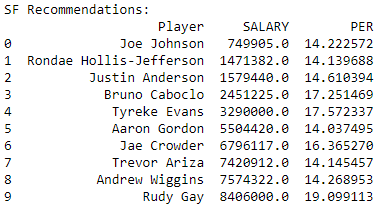 SF Recommendations:
Player SALARY PER
0 Joe Johnson 749905.0 14.222572
1 Rondae Hollis-Jefferson 1471382.0 14.139688
2 Justin Anderson 1579440.0 14.610394
3 Bruno Caboclo 2451225.0 17.251469
4 Tyreke Evans 3290000.0 17.572337
5 Aaron Gordon 5504420.0 14.037495
6 Jae Crowder 6796117.0 16.365270
7 Trevor Ariza 7420912.0 14.145457
8 Andrew Wiggins 7574322.0 14.268953
9 Rudy Gay 8406000.0 19.099113